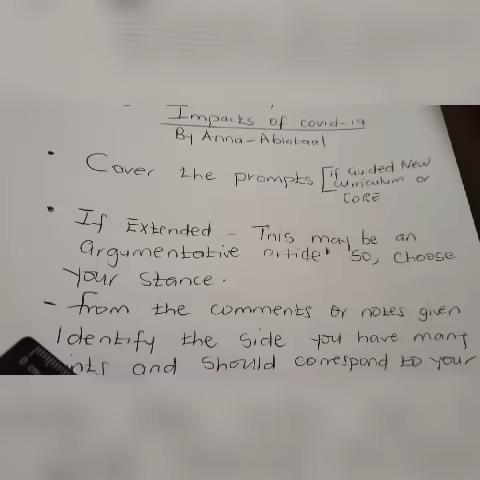 Impacts of covid-19
By Anna-Abiataal
• Cover the prompts [if Guided New
curriculum or
CORE
• If Extended - This may be an
argumentative article' so, choose
your stance.
- from the comments or notes given
Identify the side you have many
nts and should correspond to your